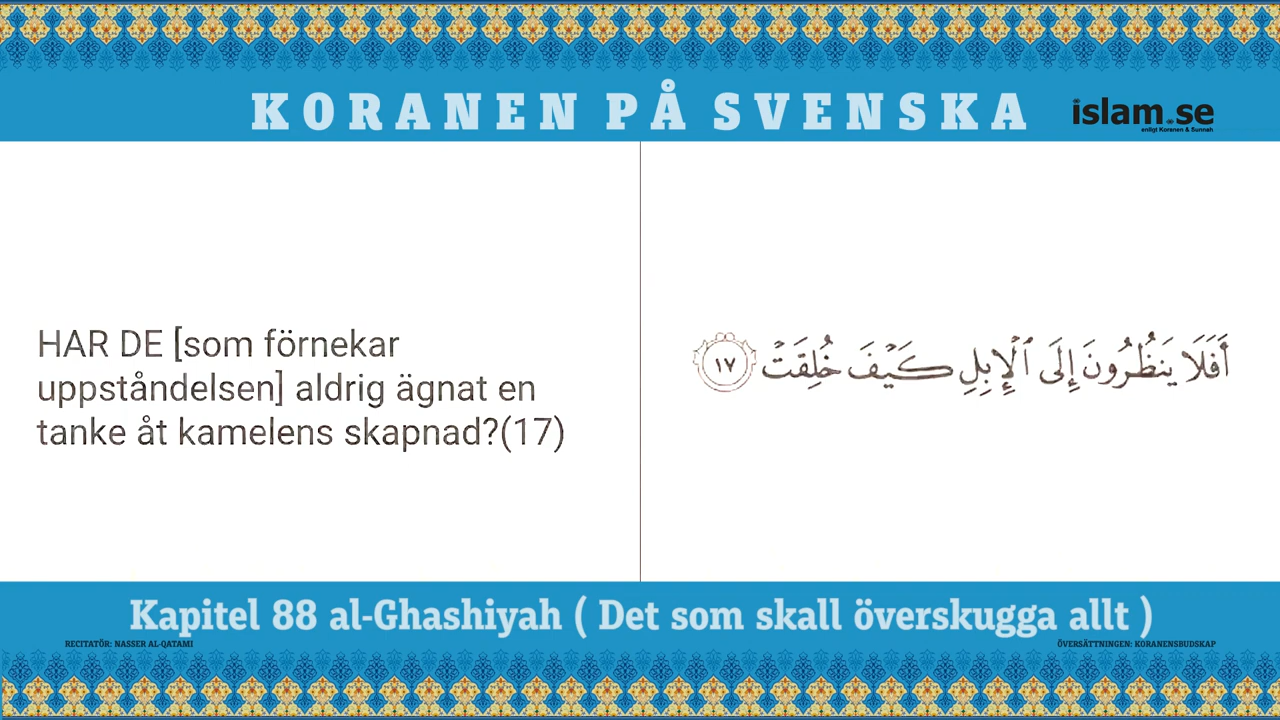 KORANEN PÅ SVENSKA
islam.se
enligt Koranen & Sunnah
HAR DE [som förnekar
uppståndelsen] aldrig ägnat en
tanke åt kamelens skapnad?(17)
أَفَلَا يَنظُرُونَ إِلَى ٱلْإِبِلِ كَيْفَ خُلِقَتْ ١٧
Kapitel 88 al-Ghashiyah ( Det som skall överskugga allt )
RECITATÖR: NASSER AL-QATAMI
ÖVERSÄTTNINGEN: KORANENSBUDSKAP